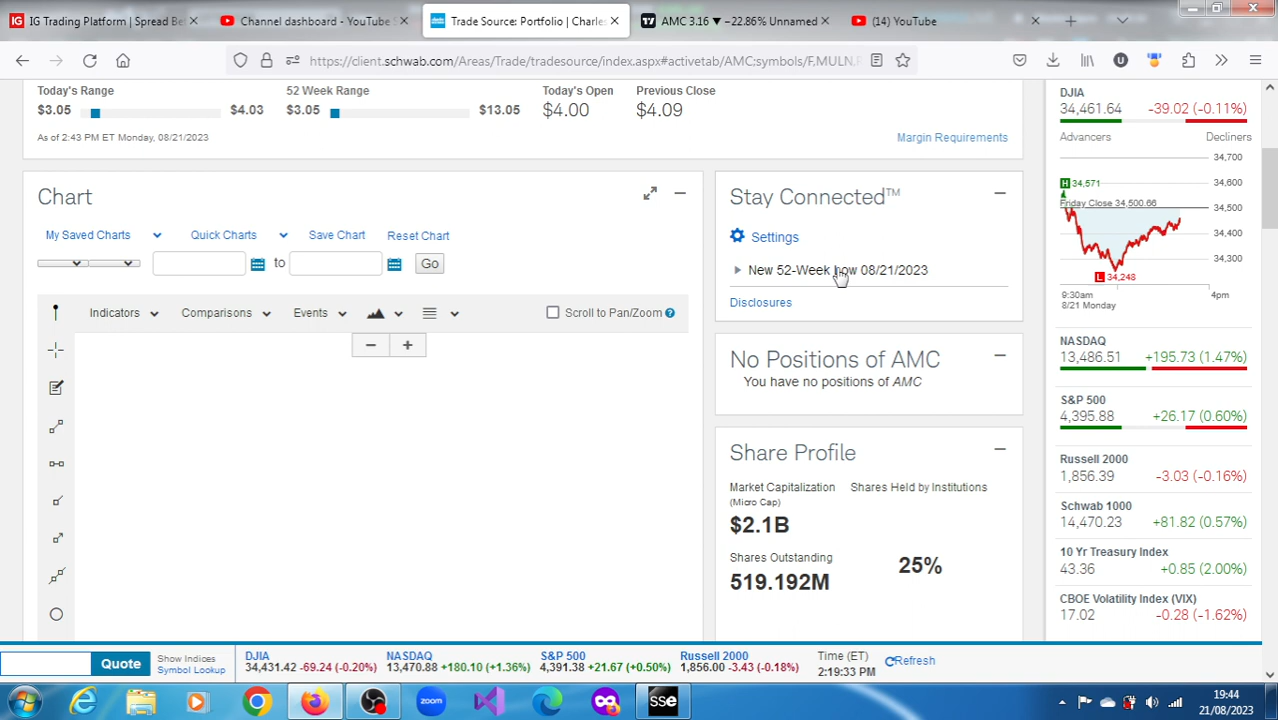 IG Trading Platform | Spread Be
Channel dashboard - YouTube S
Trade Source: Portfolio | Charles
AMC 3.16 ▼ −22.86% Unnamed
(14) YouTube
https://client.schwab.com/Areas/Trade/tradesource/index.aspx#activetab/AMC:symbols/F.MULN.F
Today's Range
52 Week Range
Today's Open
Previous Close
$3.05
$4.03
$3.05
$13.05
$4.00
$4.09
As of 2:43 PM ET Monday, 08/21/2023
Margin Requirements
Chart
My Saved Charts
Quick Charts
Save Chart
Reset Chart
to
Go
Indicators
Comparisons
Events
Scroll to Pan/Zoom
Stay Connected™
Settings
New 52-Week low 08/21/2023
Disclosures
No Positions of AMC
You have no positions of AMC
Share Profile
Market Capitalization
(Micro Cap)
Shares Held by Institutions
$2.1B
Shares Outstanding
519.192M
25%
DJIA
34,461.64 -39.02 (-0.11%)
Advancers Decliners
34,700
H 34,571
34,600
Friday Close 34,500.66
34,500
34,400
34,300
L 34,248
9:30am 4pm
8/21 Monday
NASDAQ
13,486.51 +195.73 (1.47%)
S&P 500
4,395.88 +26.17 (0.60%)
Russell 2000
1,856.39 -3.03 (-0.16%)
Schwab 1000
14,470.23 +81.82 (0.57%)
10 Yr Treasury Index
43.36 +0.85 (2.00%)
CBOE Volatility Index (VIX)
17.02 -0.28 (-1.62%)
Quote
Show Indices
Symbol Lookup
DJIA
34,431.42 -69.24 (-0.20%)
NASDAQ
13,470.88 +180.10 (+1.36%)
S&P 500
4,391.38 +21.67 (+0.50%)
Russell 2000
1,856.00 -3.43 (-0.18%)
Time (ET)
2:19:33 PM
Refresh
zoom
SSE
19:44
21/08/2023